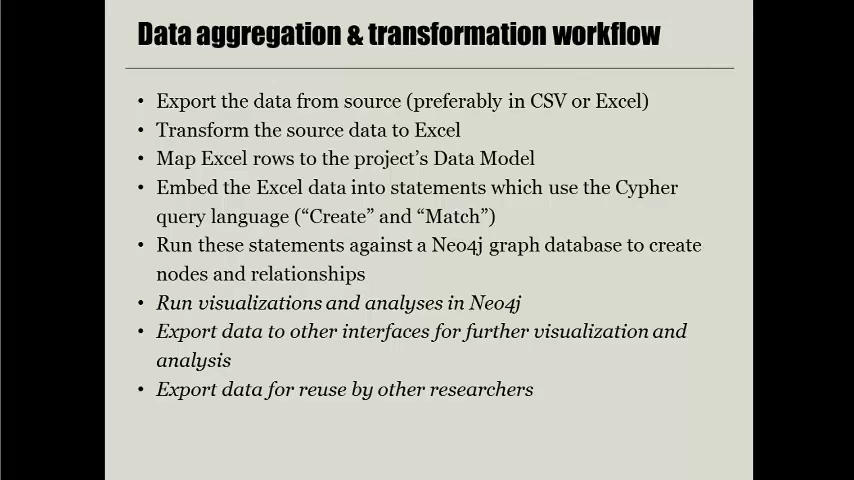 Data aggregation & transformation workflow
• Export the data from source (preferably in CSV or Excel)
• Transform the source data to Excel
• Map Excel rows to the project's Data Model
• Embed the Excel data into statements which use the Cypher
query language (“Create” and “Match”)
• Run these statements against a Neo4j graph database to create
nodes and relationships
• Run visualizations and analyses in Neo4j
• Export data to other interfaces for further visualization and
analysis
• Export data for reuse by other researchers